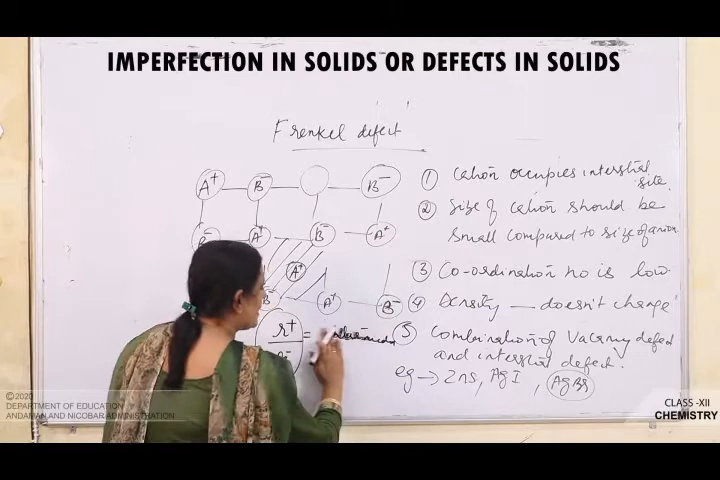 IMPERFECTION IN SOLIDS OR DEFECTS IN SOLIDS
Frenkel defect
A+ B- B-
B- A+ B- A+
A+
B- A+ B-
r+ =
① Cation occupies interstitial site.
② Size of cation should be
small compared to size of anion
③ Co-ordination no is low.
④ Density — doesn't change
⑤ Combination of Vacancy defect
and interstitial defect.
eg → ZnS, AgI, AgBr
©2020
DEPARTMENT OF EDUCATION
ANDAMAN AND NICOBAR ADMINISTRATION
CLASS -XII
CHEMISTRY